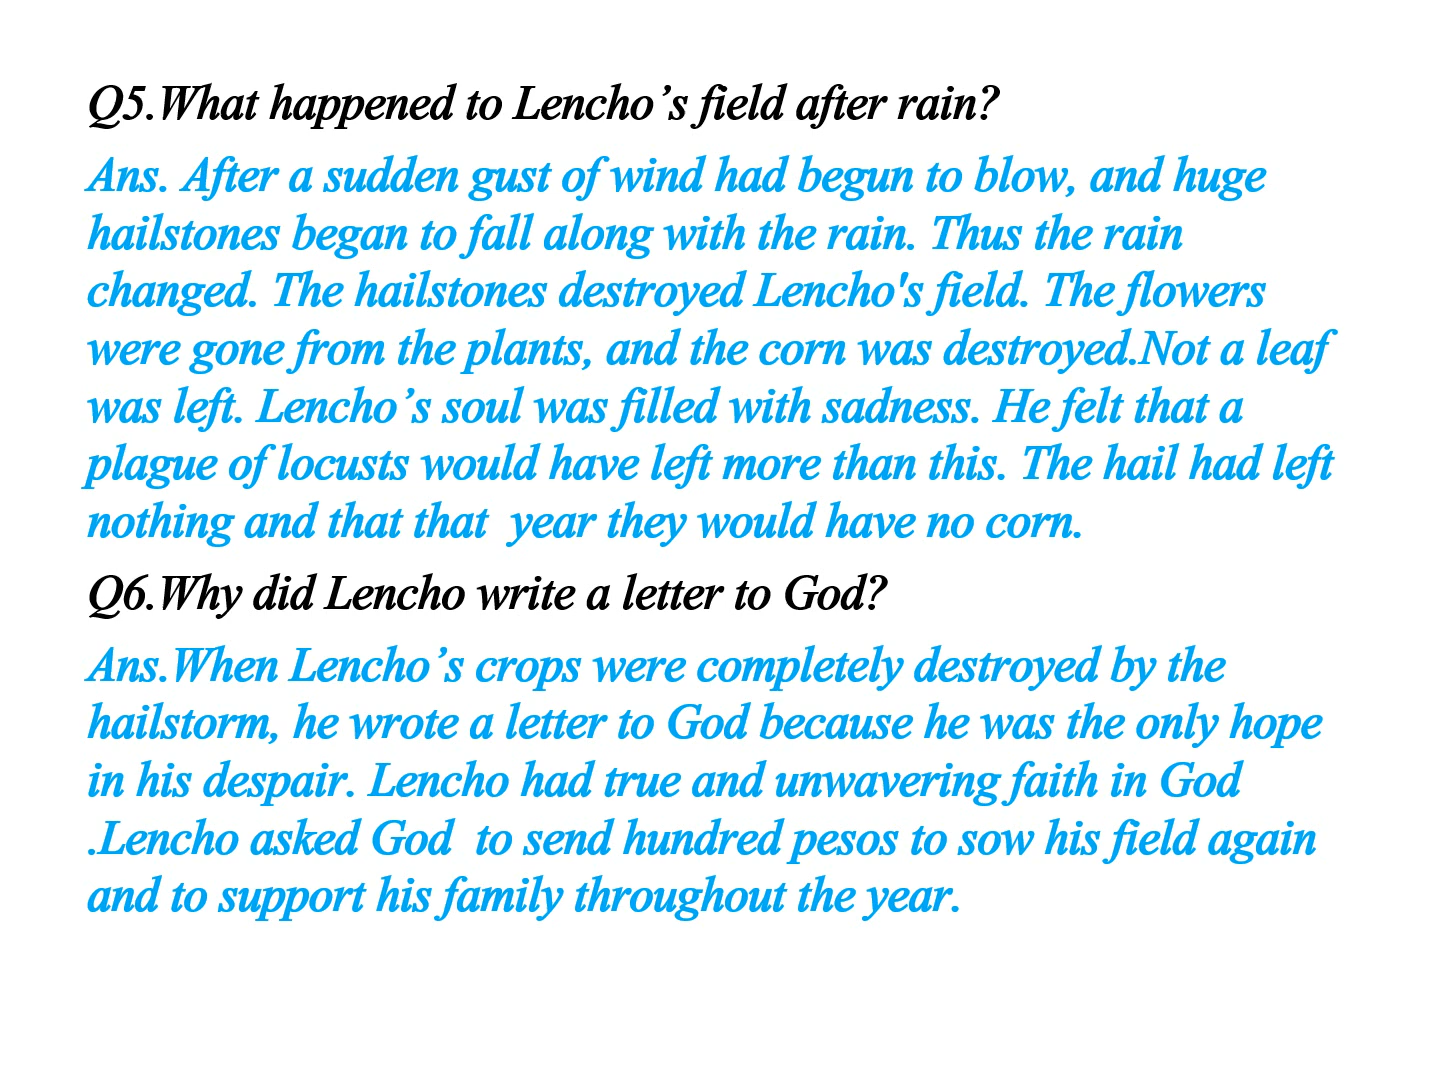 Q5.What happened to Lencho’s field after rain?
Ans. After a sudden gust of wind had begun to blow, and huge
hailstones began to fall along with the rain. Thus the rain
changed. The hailstones destroyed Lencho's field. The flowers
were gone from the plants, and the corn was destroyed.Not a leaf
was left. Lencho’s soul was filled with sadness. He felt that a
plague of locusts would have left more than this. The hail had left
nothing and that that  year they would have no corn.
Q6.Why did Lencho write a letter to God?
Ans.When Lencho’s crops were completely destroyed by the
hailstorm, he wrote a letter to God because he was the only hope
in his despair. Lencho had true and unwavering faith in God
.Lencho asked God  to send hundred pesos to sow his field again
and to support his family throughout the year.